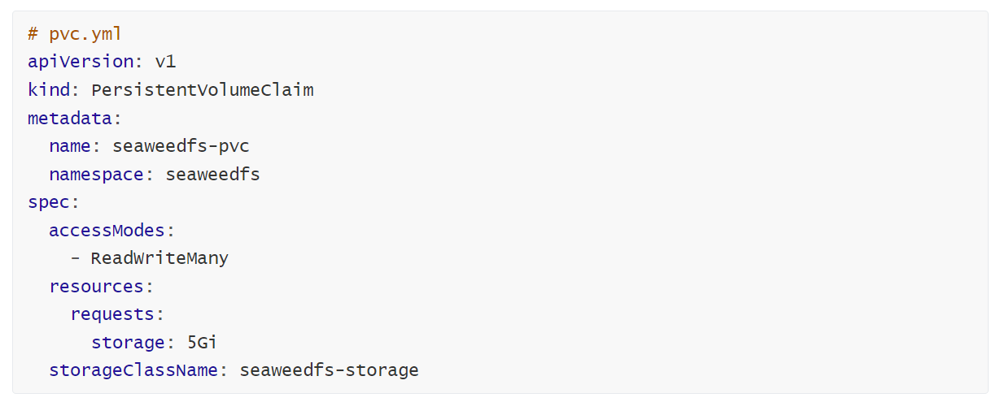 # pvc.yml
apiVersion: v1
kind: PersistentVolumeClaim
metadata:
  name: seaweedfs-pvc
  namespace: seaweedfs
spec:
  accessModes:
    - ReadWriteMany
  resources:
    requests:
      storage: 5Gi
  storageClassName: seaweedfs-storage